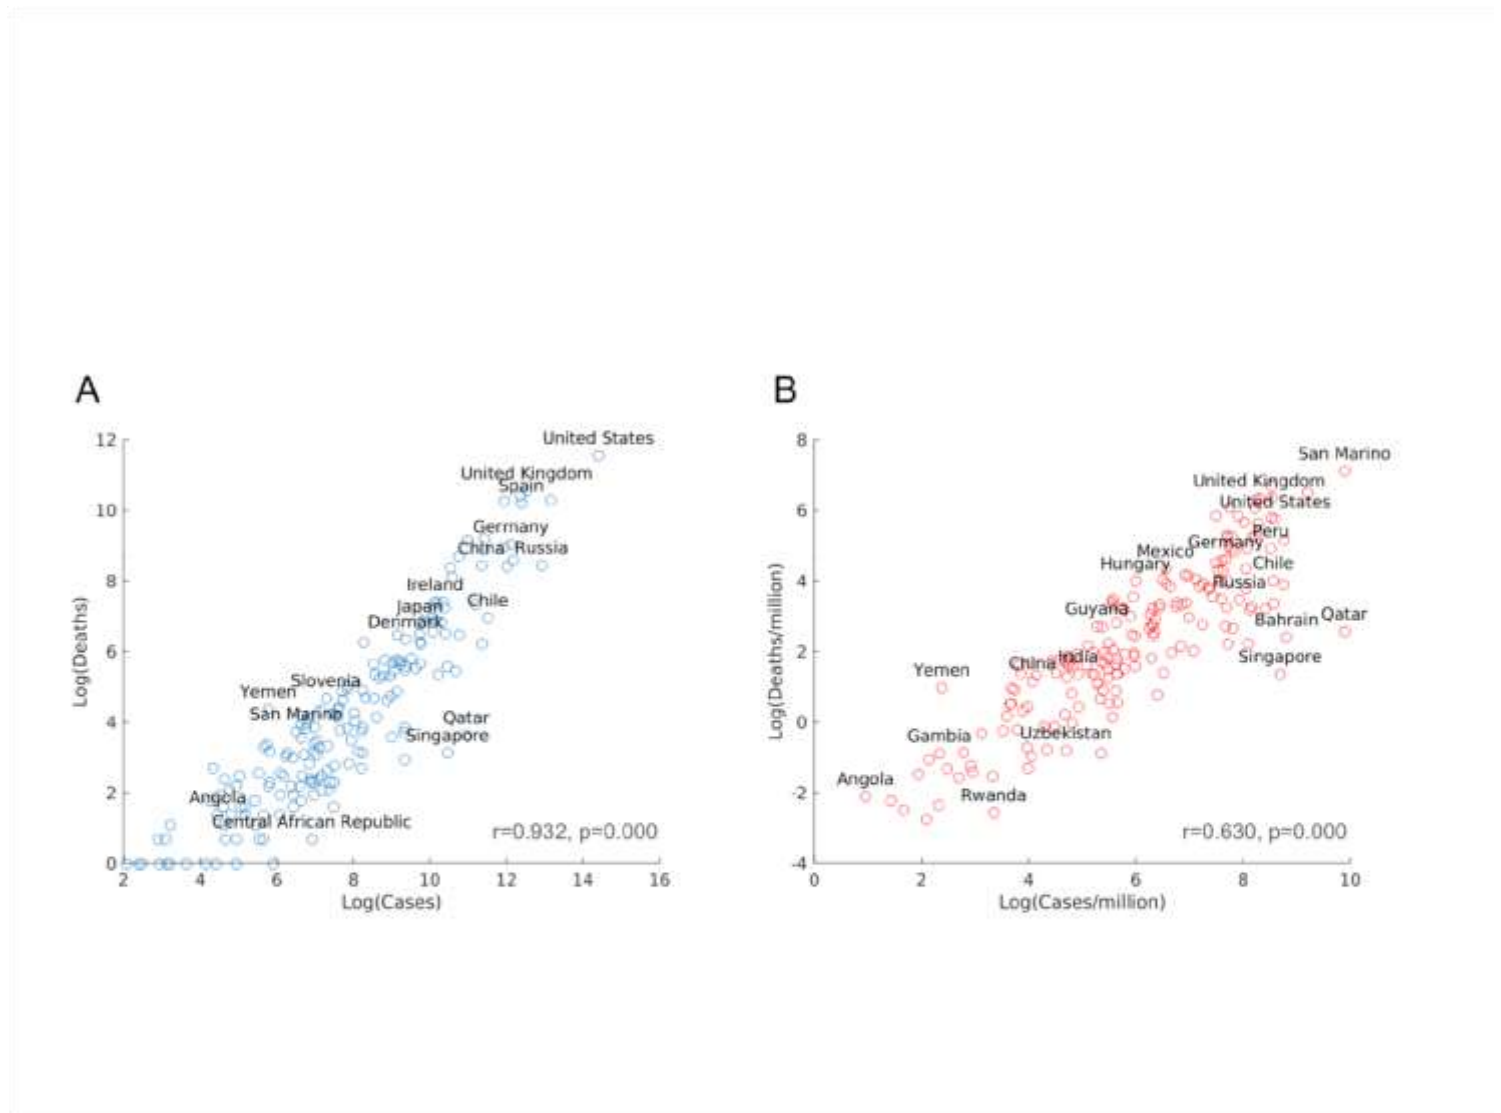 A
12
10
8
6
4
2
0
Log(Deaths)
United States
United Kingdom
Spain
Germany
China Russia
Ireland
Chile
Japan
Denmark
Slovenia
Yemen
San Marino
Qatar
Singapore
Angola
Central African Republic
r=0.932, p=0.000
2 4 6 8 10 12 14 16
Log(Cases)
B
8
6
4
2
0
-2
-4
Log(Deaths/million)
San Marino
United Kingdom
United States
Peru
Germany
Mexico
Hungary
Chile
Russia
Guyana
Bahrain Qatar
Singapore
India
China
Yemen
Gambia
Uzbekistan
Angola
Rwanda
r=0.630, p=0.000
0 2 4 6 8 10
Log(Cases/million)